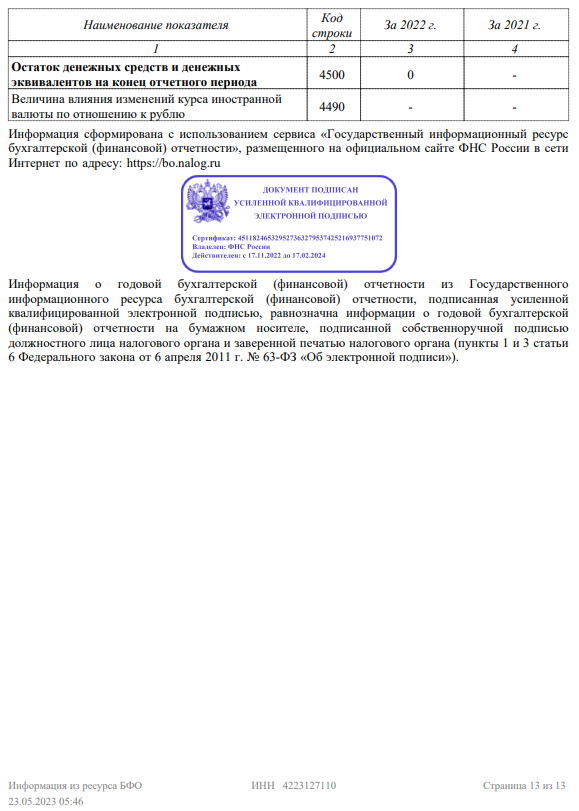 Наименование показателя Код строки За 2022 г. За 2021 г.
1 2 3 4
Остаток денежных средств и денежных
эквивалентов на конец отчетного периода 4500 0 -
Величина влияния изменений курса иностранной
валюты по отношению к рублю 4490 - -
Информация сформирована с использованием сервиса «Государственный информационный ресурс
бухгалтерской (финансовой) отчетности», размещенного на официальном сайте ФНС России в сети
Интернет по адресу: https://bo.nalog.ru
ДОКУМЕНТ ПОДПИСАН
УСИЛЕННОЙ КВАЛИФИЦИРОВАННОЙ
ЭЛЕКТРОННОЙ ПОДПИСЬЮ
Сертификат: 451182465329527363279537425216937751072
Владелец: ФНС России
Действителен: с 17.11.2022 до 17.02.2024
Информация о годовой бухгалтерской (финансовой) отчетности из Государственного
информационного ресурса бухгалтерской (финансовой) отчетности, подписанная усиленной
квалифицированной электронной подписью, равнозначна информации о годовой бухгалтерской
(финансовой) отчетности на бумажном носителе, подписанной собственноручной подписью
должностного лица налогового органа и заверенной печатью налогового органа (пункты 1 и 3 статьи
6 Федерального закона от 6 апреля 2011 г. № 63-ФЗ «Об электронной подписи»).
Информация из ресурса БФО ИНН 4223127110 Страница 13 из 13
23.05.2023 05:46